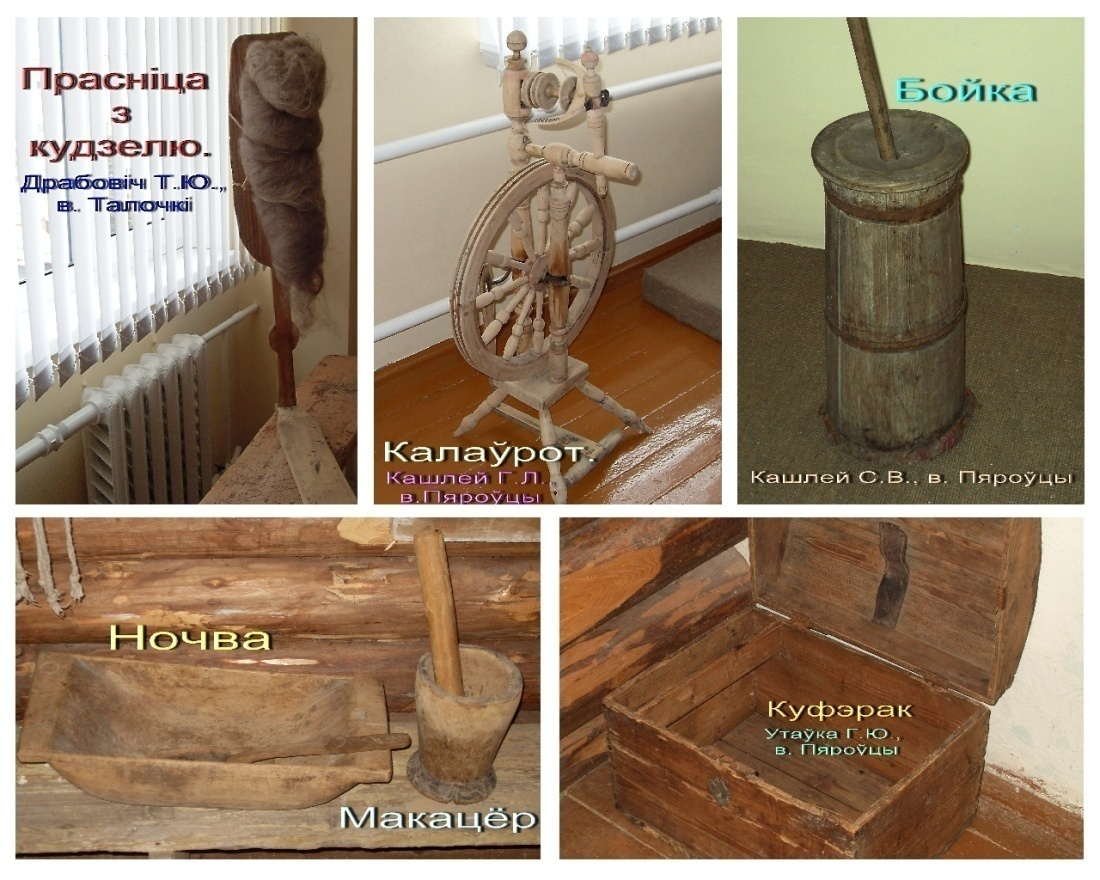 Прасніца
з
кудзелю.
Драбовіч Т.Ю.,
в. Талочкі
Калаўрот.
Кашлей Г.Л.,
в.Пяроўцы
Бойка
Кашлей С.В., в. Пяроўцы
Ночва
Макацёр
Куфэрак
Утаўка Г.Ю.,
в. Пяроўцы